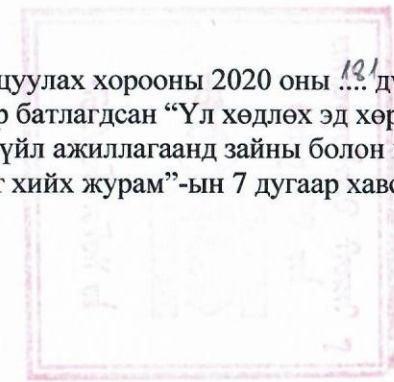 цуулах хорооны 2020 оны 181 ду
р батлагдсан “Үл хөдлөх эд хөр
үйл ажиллагаанд зайны болон
т хийх журам”-ын 7 дугаар хавс